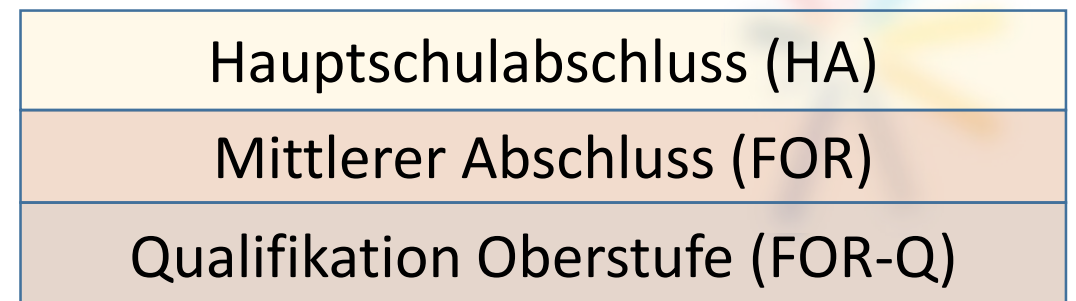 Hauptschulabschluss (HA)
Mittlerer Abschluss (FOR)
Qualifikation Oberstufe (FOR-Q)